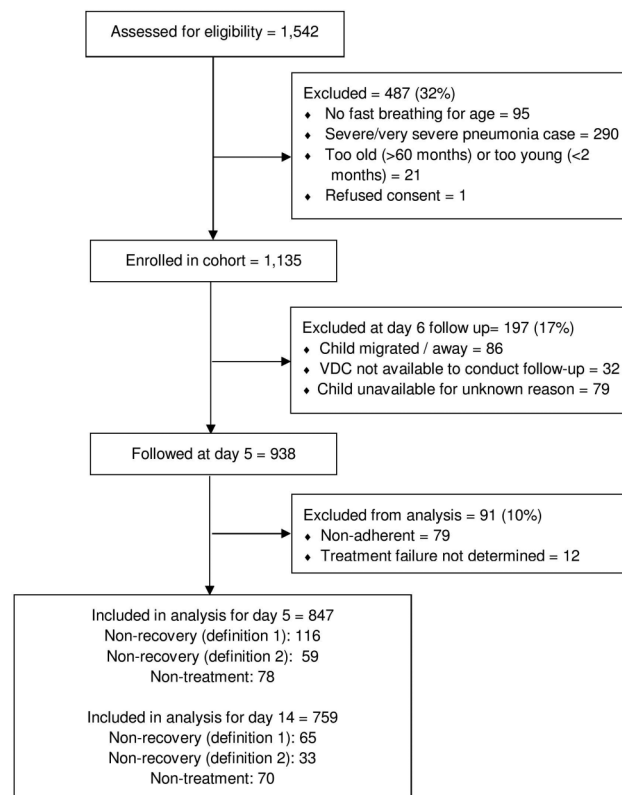 Assessed for eligibility = 1,542
Excluded = 487 (32%)
♦ No fast breathing for age = 95
♦ Severe/very severe pneumonia case = 290
♦ Too old (>60 months) or too young (<2
months) = 21
♦ Refused consent = 1
Enrolled in cohort = 1,135
Excluded at day 6 follow up= 197 (17%)
♦ Child migrated / away = 86
♦ VDC not available to conduct follow-up = 32
♦ Child unavailable for unknown reason = 79
Followed at day 5 = 938
Excluded from analysis = 91 (10%)
♦ Non-adherent = 79
♦ Treatment failure not determined = 12
Included in analysis for day 5 = 847
Non-recovery (definition 1): 116
Non-recovery (definition 2): 59
Non-treatment: 78
Included in analysis for day 14 = 759
Non-recovery (definition 1): 65
Non-recovery (definition 2): 33
Non-treatment: 70